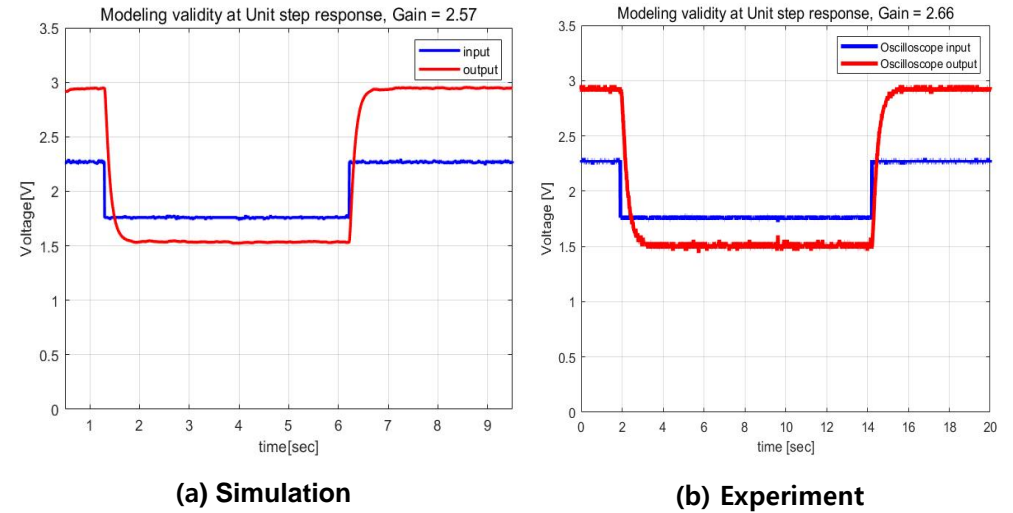 Modeling validity at Unit step response, Gain = 2.57
3.5
3
2.5
2
1.5
1
0.5
0
Voltage[V]
input
output
1 2 3 4 5 6 7 8 9
time[sec]
(a) Simulation
Modeling validity at Unit step response, Gain = 2.66
3.5
3
2.5
2
1.5
1
0.5
0
Voltage [V]
Oscilloscope input
Oscilloscope output
0 2 4 6 8 10 12 14 16 18 20
time [sec]
(b) Experiment